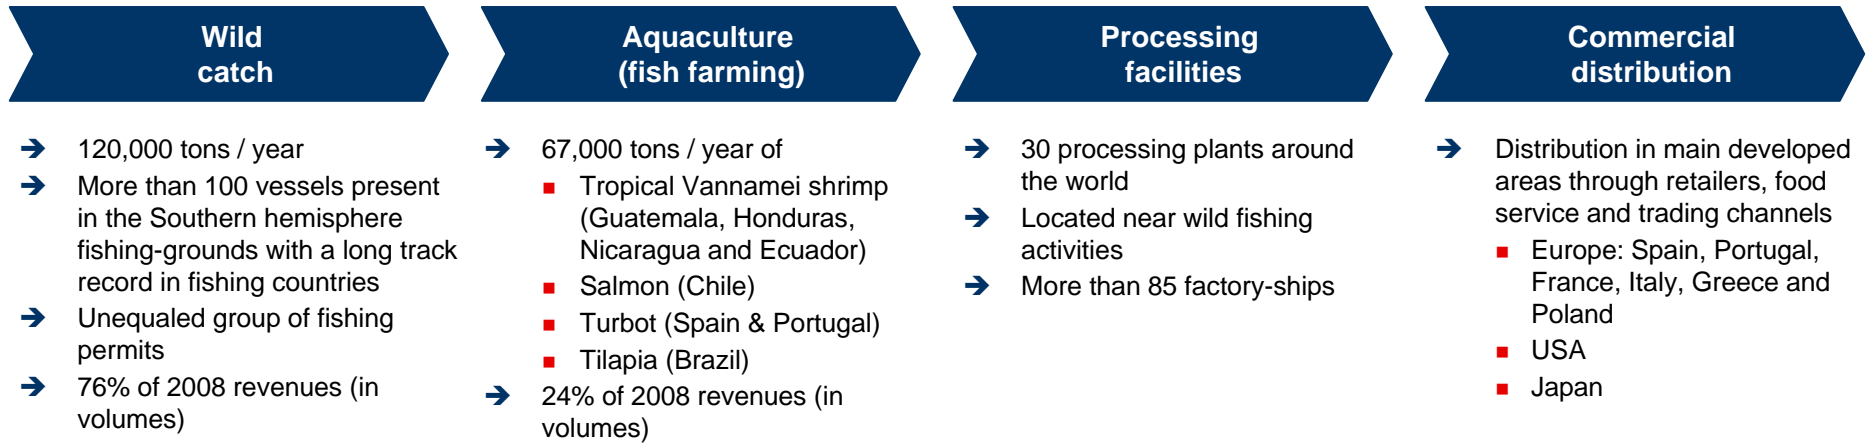 Wild
catch
➔ 120,000 tons / year
➔ More than 100 vessels present
in the Southern hemisphere
fishing-grounds with a long track
record in fishing countries
➔ Unequaled group of fishing
permits
➔ 76% of 2008 revenues (in
volumes)
Aquaculture
(fish farming)
➔ 67,000 tons / year of
■ Tropical Vannamei shrimp
(Guatemala, Honduras,
Nicaragua and Ecuador)
■ Salmon (Chile)
■ Turbot (Spain & Portugal)
■ Tilapia (Brazil)
➔ 24% of 2008 revenues (in
volumes)
Processing
facilities
➔ 30 processing plants around
the world
➔ Located near wild fishing
activities
➔ More than 85 factory-ships
Commercial
distribution
➔ Distribution in main developed
areas through retailers, food
service and trading channels
■ Europe: Spain, Portugal,
France, Italy, Greece and
Poland
■ USA
■ Japan